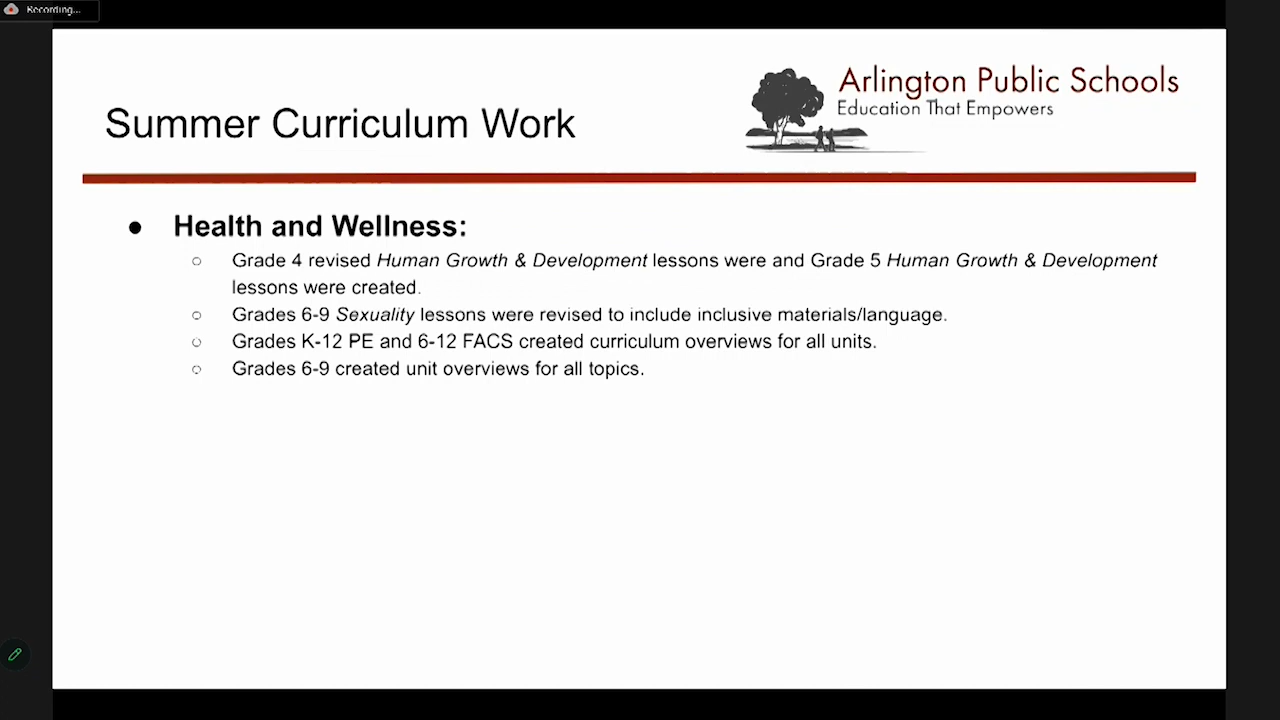 Recording...
Arlington Public Schools
Education That Empowers
Summer Curriculum Work
● Health and Wellness:
○ Grade 4 revised Human Growth & Development lessons were and Grade 5 Human Growth & Development
lessons were created.
○ Grades 6-9 Sexuality lessons were revised to include inclusive materials/language.
○ Grades K-12 PE and 6-12 FACS created curriculum overviews for all units.
○ Grades 6-9 created unit overviews for all topics.